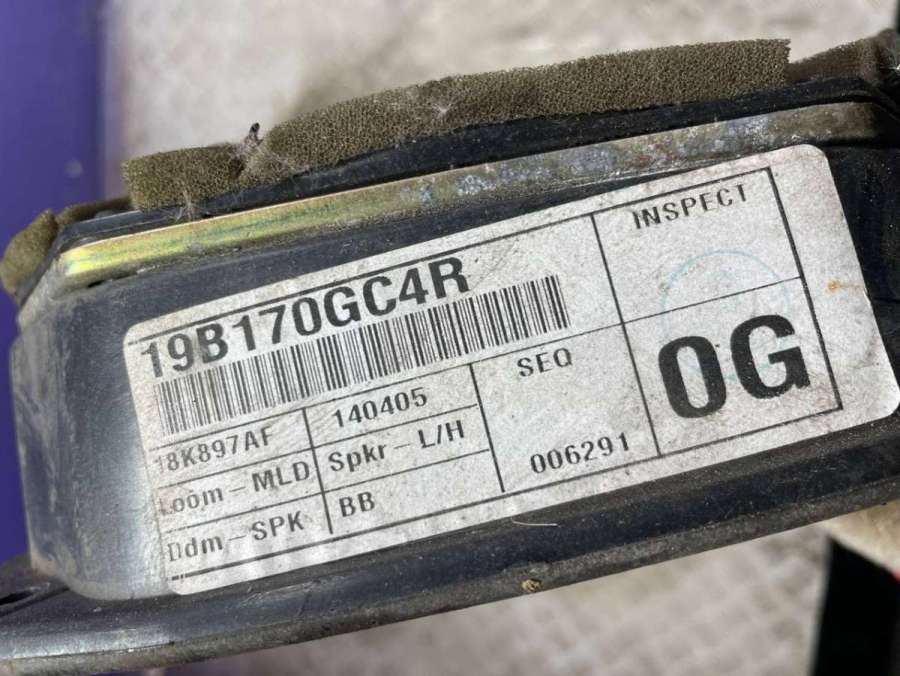 19B170GC4R
INSPECT
18K897AF
140405
SEQ
0G
Loom-MLD
Spkr-L/H
006291
Ddm-SPK
BB